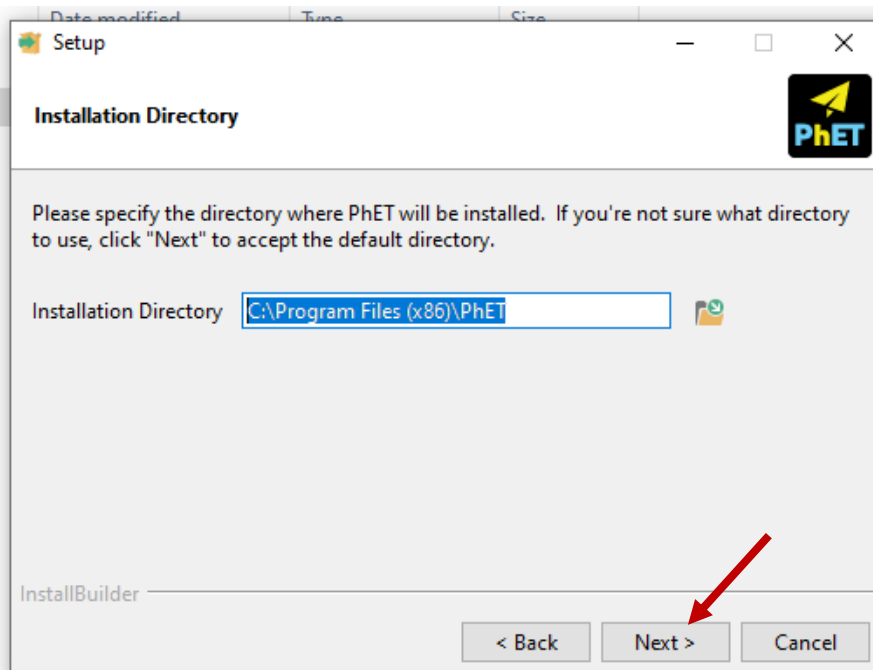 Date modified Type Size
Setup
Installation Directory
PhET
Please specify the directory where PhET will be installed. If you're not sure what directory
to use, click "Next" to accept the default directory.
Installation Directory C:\Program Files (x86)\PhET
InstallBuilder
< Back Next > Cancel